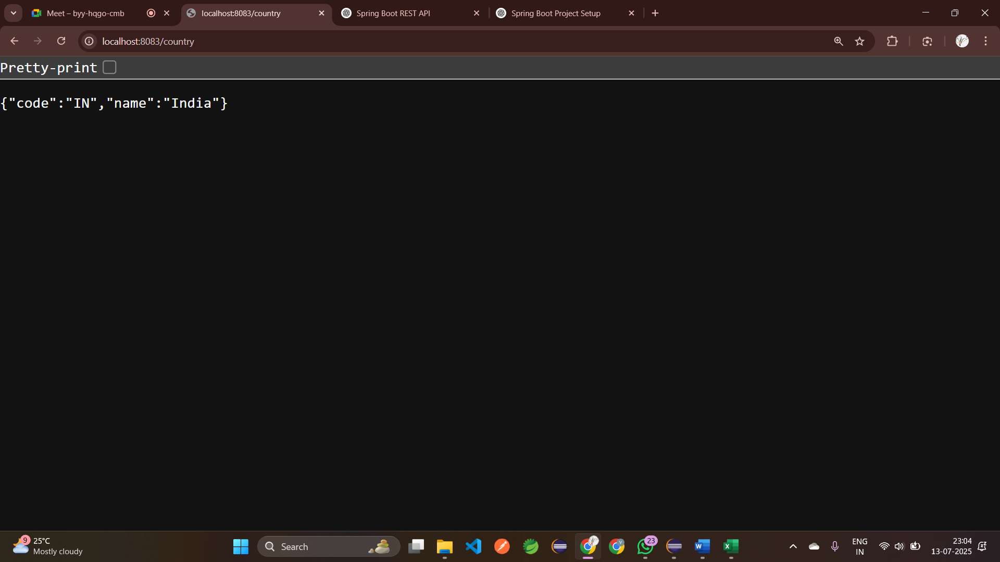 Meet – byy-hqgo-cmb
localhost:8083/country
Spring Boot REST API
Spring Boot Project Setup
localhost:8083/country
Pretty-print
{"code":"IN","name":"India"}
9
25°C
Mostly cloudy
Search
V
23
W
X
ENG
IN
23:04
13-07-2025